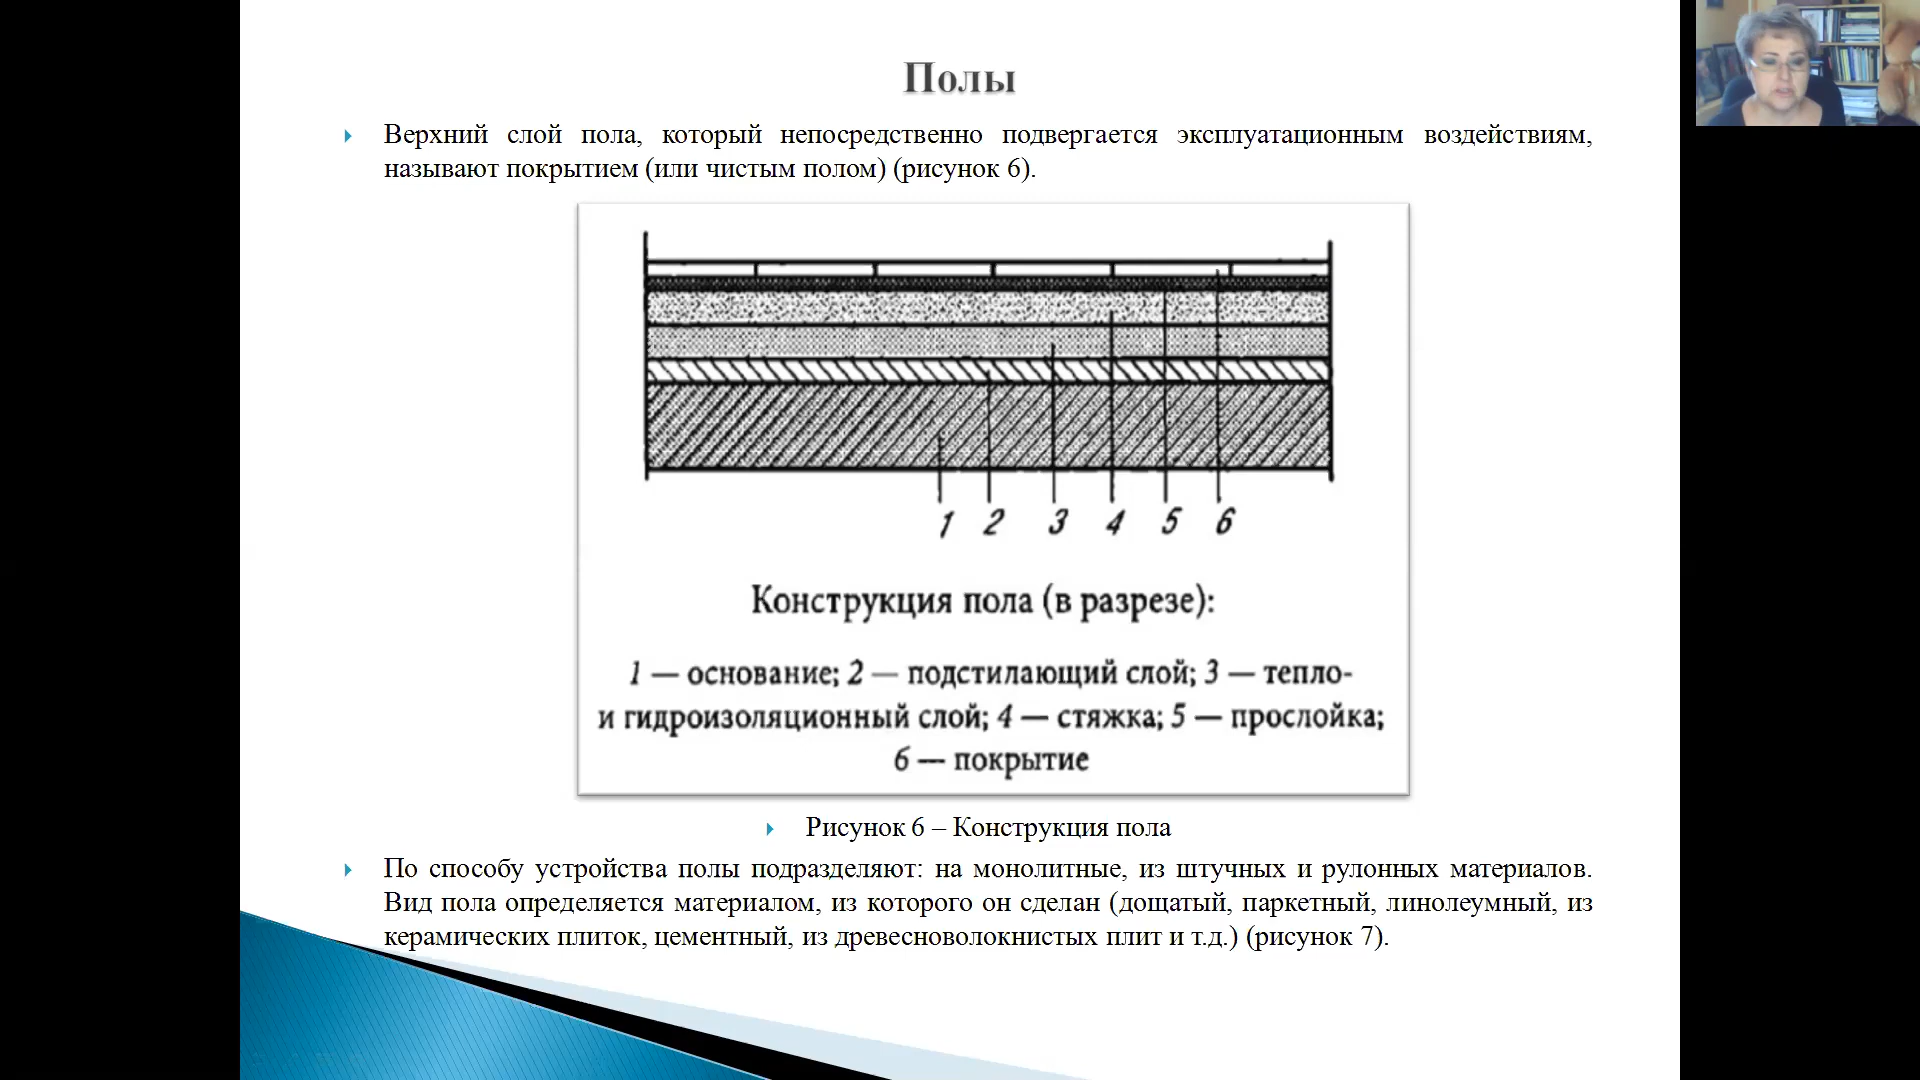 Полы
Верхний слой пола, который непосредственно подвергается эксплуатационным воздействиям,
называют покрытием (или чистым полом) (рисунок 6).
1 2 3 4 5 6
Конструкция пола (в разрезе):
1 — основание; 2 — подстилающий слой; 3 — тепло-
и гидроизоляционный слой; 4 — стяжка; 5 — прослойка;
6 — покрытие
Рисунок 6 – Конструкция пола
По способу устройства полы подразделяют: на монолитные, из штучных и рулонных материалов.
Вид пола определяется материалом, из которого он сделан (дощатый, паркетный, линолеумный, из
керамических плиток, цементный, из древесноволокнистых плит и т.д.) (рисунок 7).